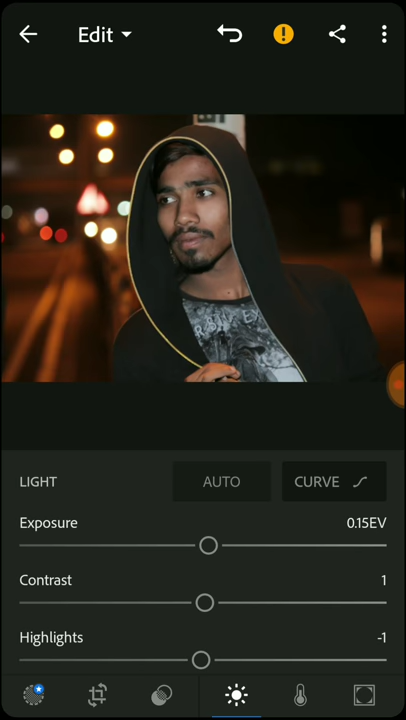 Edit
LIGHT
AUTO
CURVE
Exposure
0.15EV
Contrast
1
Highlights
-1